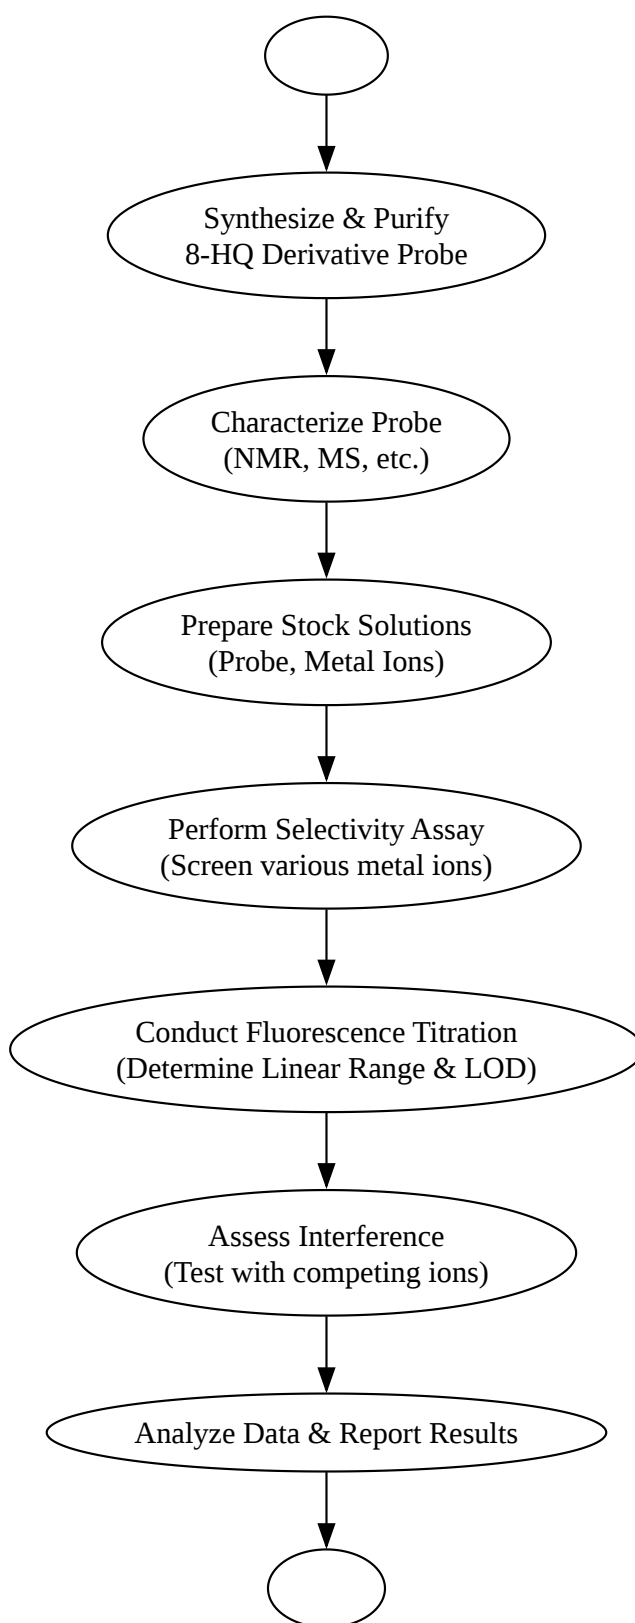 Synthesize & Purify
8-HQ Derivative Probe
Characterize Probe
(NMR, MS, etc.)
Prepare Stock Solutions
(Probe, Metal Ions)
Perform Selectivity Assay
(Screen various metal ions)
Conduct Fluorescence Titration
(Determine Linear Range & LOD)
Assess Interference
(Test with competing ions)
Analyze Data & Report Results